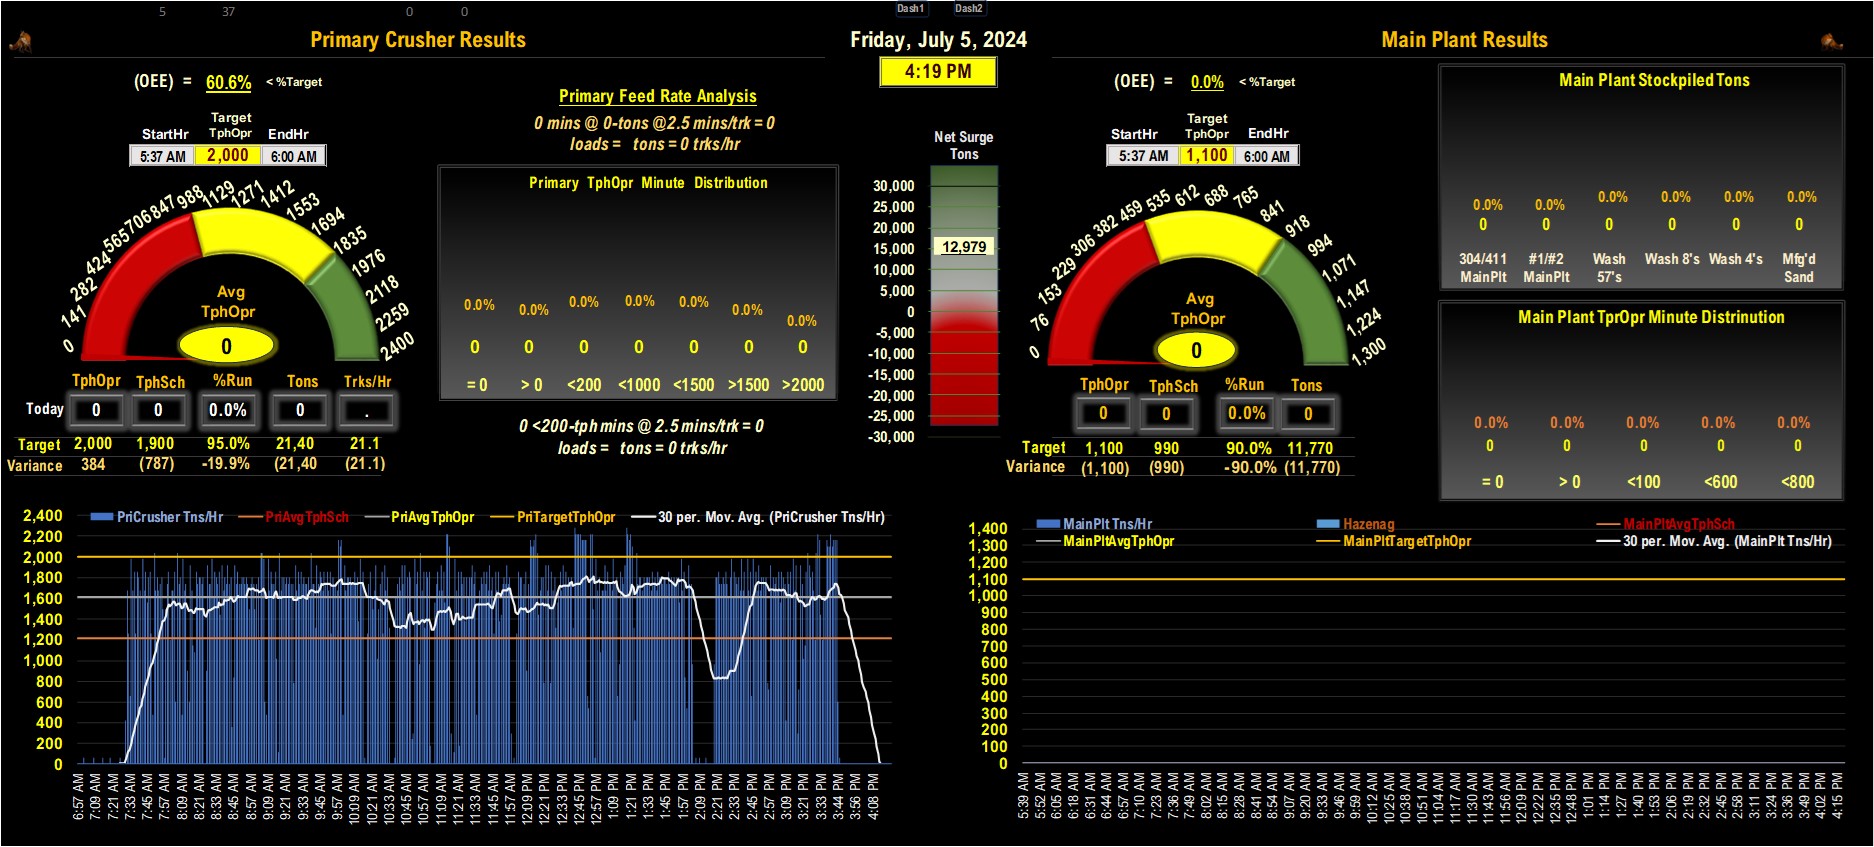 5 37 0 0 Dash1 Dash2
Primary Crusher Results
Friday, July 5, 2024
4:19 PM
Main Plant Results
(OEE) = 60.6% < %Target
Target
StartHr TphOpr EndHr
5:37 AM 2,000 6:00 AM
0 141 282 424 565 706 847 988 1129 1271 1412 1553 1694 1835 1976 2118 2259 2400
Avg
TphOpr
0
TphOpr TphSch %Run Tons Trks/Hr
Today 0 0 0.0% 0 .
Target 2,000 1,900 95.0% 21,40 21.1
Variance 384 (787) -19.9% (21,40 (21.1)
Primary Feed Rate Analysis
0 mins @ 0-tons @2.5 mins/trk = 0
loads = tons = 0 trks/hr
Primary TphOpr Minute Distribution
0.0% 0.0% 0.0% 0.0% 0.0% 0.0% 0.0%
0 0 0 0 0 0 0
= 0 > 0 <200 <1000 <1500 >1500 >2000
0 <200-tph mins @ 2.5 mins/trk = 0
loads = tons = 0 trks/hr
Net Surge
Tons
30,000
25,000
20,000
15,000
12,979
10,000
5,000
0
-5,000
-10,000
-15,000
-20,000
-25,000
-30,000
(OEE) = 0.0% < %Target
Target
StartHr TphOpr EndHr
5:37 AM 1,100 6:00 AM
0 76 153 229 306 382 459 535 612 688 765 841 918 994 1,071 1,147 1,224 1,300
Avg
TphOpr
0
TphOpr TphSch %Run Tons
0 0 0.0% 0
Target 1,100 990 90.0% 11,770
Variance (1,100) (990) -90.0% (11,770)
Main Plant Stockpiled Tons
0.0% 0.0% 0.0% 0.0% 0.0% 0.0%
0 0 0 0 0 0
304/411 #1/#2 Wash Wash 8's Wash 4's Mfg'd
MainPlt MainPlt 57's Sand
Main Plant TprOpr Minute Distrinution
0.0% 0.0% 0.0% 0.0% 0.0%
0 0 0 0 0
= 0 > 0 <100 <600 <800
PriCrusher Tns/Hr PriAvgTphSch PriAvgTphOpr PriTargetTphOpr 30 per. Mov. Avg. (PriCrusher Tns/Hr)
2,400
2,200
2,000
1,800
1,600
1,400
1,200
1,000
800
600
400
200
0
6:57 AM 7:09 AM 7:21 AM 7:33 AM 7:45 AM 7:57 AM 8:09 AM 8:21 AM 8:33 AM 8:45 AM 8:57 AM 9:09 AM 9:21 AM 9:33 AM 9:45 AM 9:57 AM 10:09 AM 10:21 AM 10:33 AM 10:45 AM 10:57 AM 11:09 AM 11:21 AM 11:33 AM 11:45 AM 11:57 AM 12:09 PM 12:21 PM 12:33 PM 12:45 PM 12:57 PM 1:09 PM 1:21 PM 1:33 PM 1:45 PM 1:57 PM 2:09 PM 2:21 PM 2:33 PM 2:45 PM 2:57 PM 3:09 PM 3:20 PM 3:32 PM 3:44 PM 3:56 PM 4:08 PM
MainPlt Tns/Hr Hazenag MainPltAvgTphSch
MainPltAvgTphOpr MainPltTargetTphOpr 30 per. Mov. Avg. (MainPlt Tns/Hr)
1,400
1,300
1,200
1,100
1,000
900
800
700
600
500
400
300
200
100
0
5:39 AM 5:52 AM 6:05 AM 6:18 AM 6:31 AM 6:44 AM 6:57 AM 7:10 AM 7:23 AM 7:36 AM 7:49 AM 8:02 AM 8:15 AM 8:28 AM 8:41 AM 8:54 AM 9:07 AM 9:20 AM 9:33 AM 9:46 AM 9:59 AM 10:12 AM 10:25 AM 10:38 AM 10:51 AM 11:04 AM 11:17 AM 11:30 AM 11:43 AM 11:56 AM 12:09 PM 12:22 PM 12:35 PM 12:48 PM 1:01 PM 1:14 PM 1:27 PM 1:40 PM 1:53 PM 2:06 PM 2:19 PM 2:32 PM 2:45 PM 2:58 PM 3:11 PM 3:24 PM 3:36 PM 3:49 PM 4:02 PM 4:15 PM